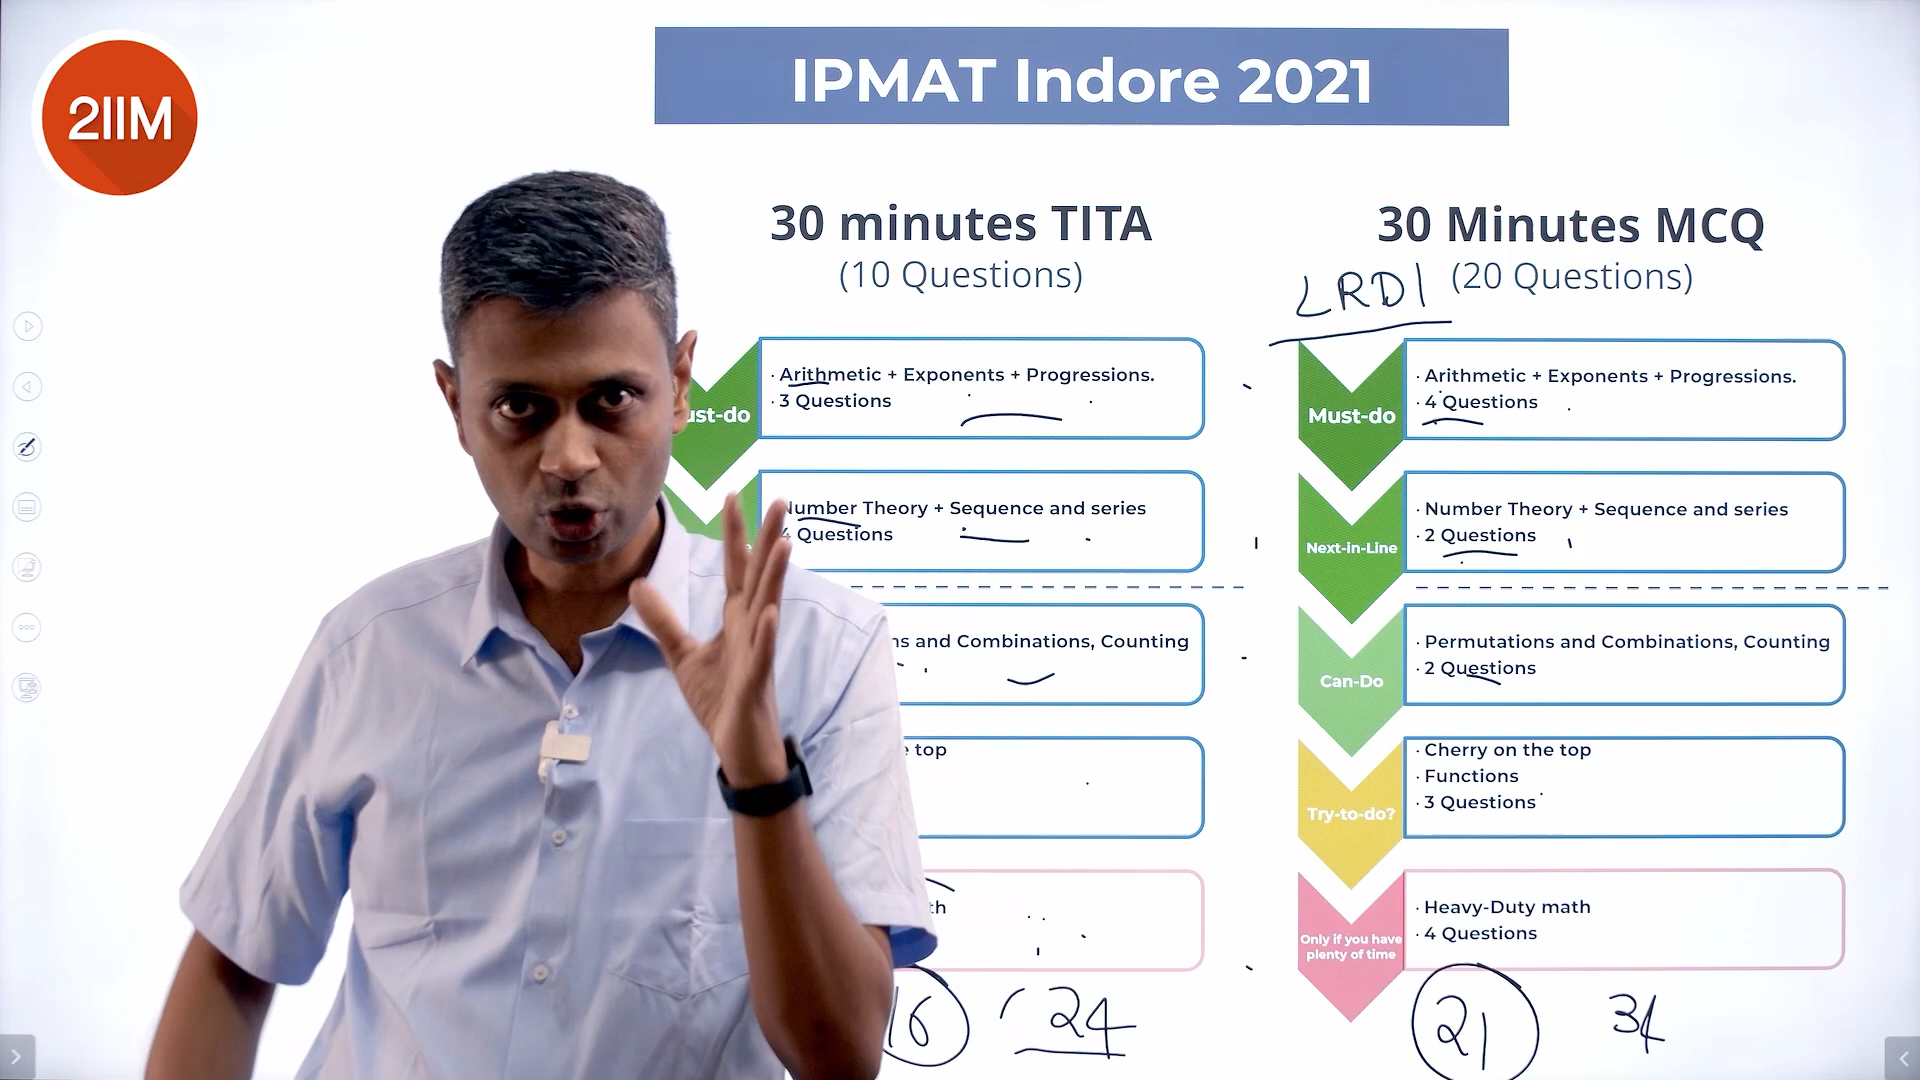 2IIM
IPMAT Indore 2021
30 minutes TITA
(10 Questions)
Arithmetic + Exponents + Progressions.
3 Questions
Number Theory + Sequence and series
4 Questions
and Combinations, Counting
top
16
24
30 Minutes MCQ
(20 Questions)
LRDI
Must-do
· Arithmetic + Exponents + Progressions.
· 4 Questions
Next-in-Line
· Number Theory + Sequence and series
· 2 Questions
Can-Do
· Permutations and Combinations, Counting
· 2 Questions
Try-to-do?
· Cherry on the top
· Functions
· 3 Questions
Only if you have
plenty of time
· Heavy-Duty math
· 4 Questions
21
34